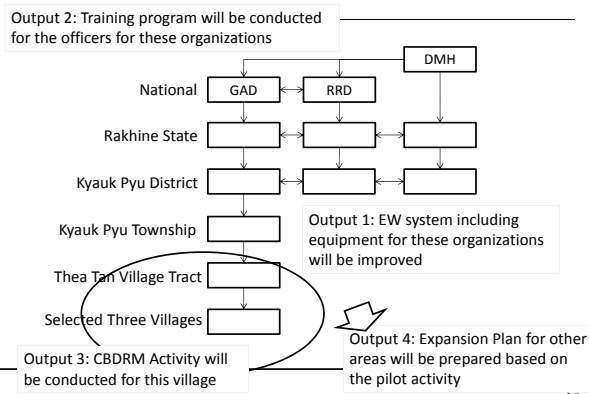 Output 2: Training program will be conducted
for the officers for these organizations
DMH
National
GAD
RRD
Rakhine State
Kyauk Pyu District
Kyauk Pyu Township
Output 1: EW system including
equipment for these organizations
will be improved
Thea Tan Village Tract
Selected Three Villages
Output 3: CBDRM Activity will
be conducted for this village
Output 4: Expansion Plan for other
areas will be prepared based on
the pilot activity